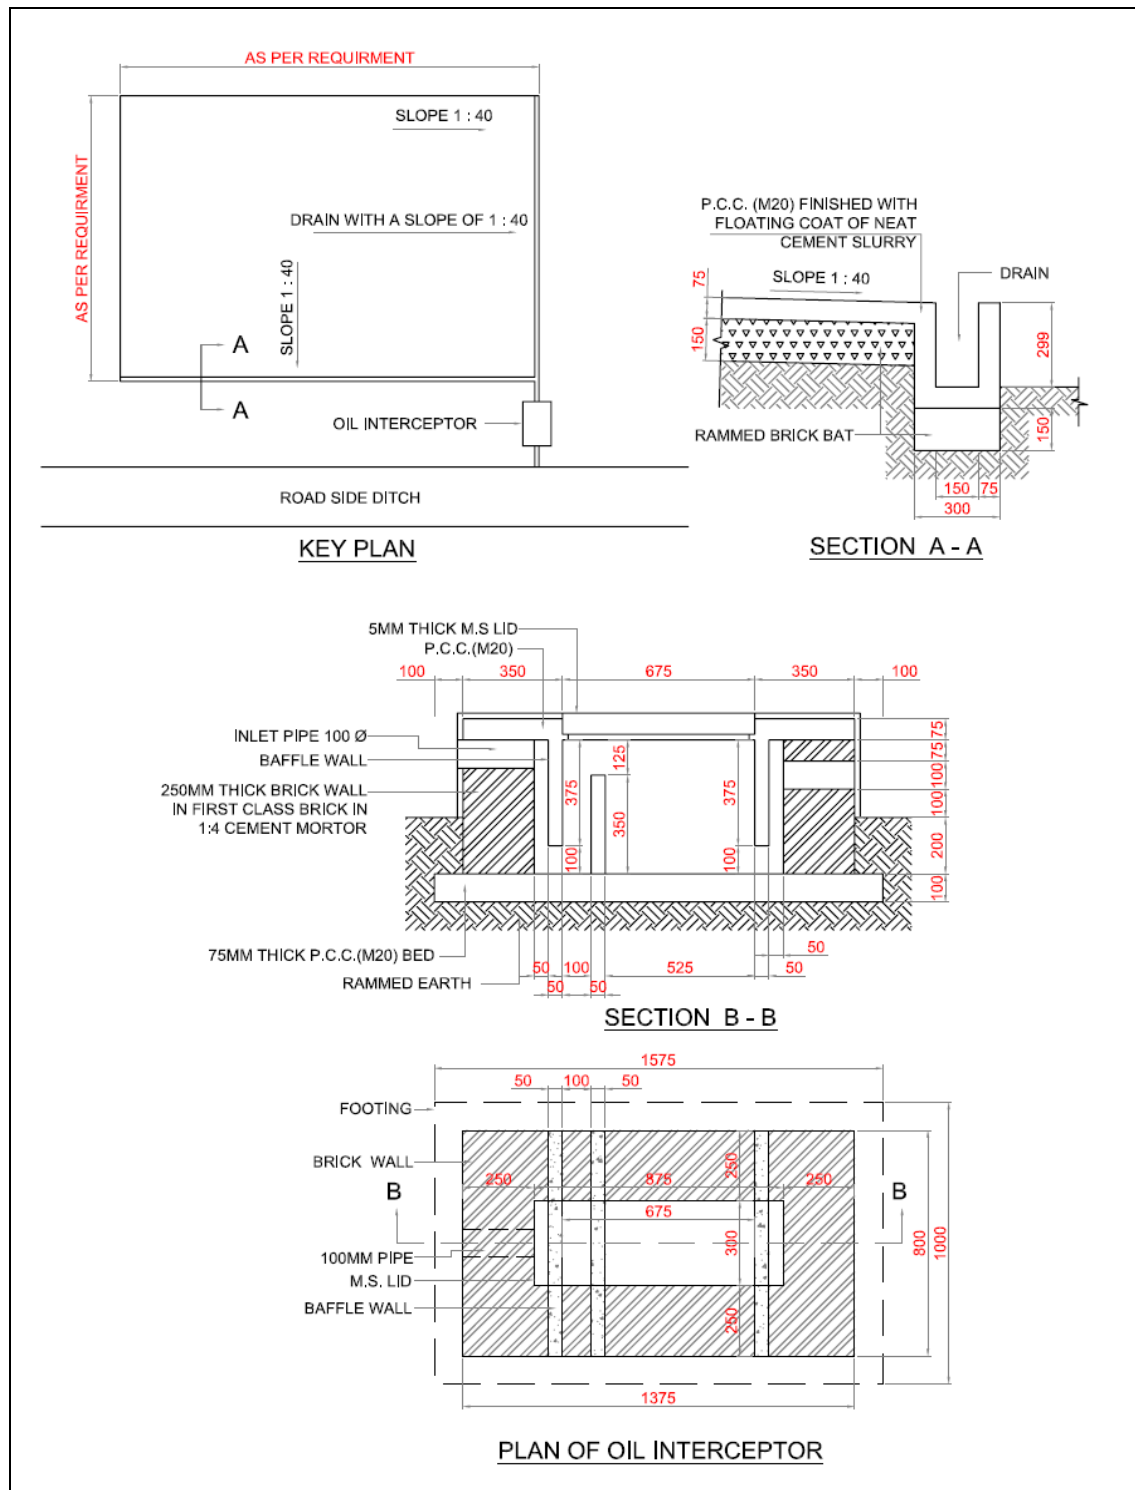 AS PER REQUIRMENT
SLOPE 1 : 40
AS PER REQUIRMENT
DRAIN WITH A SLOPE OF 1 : 40
SLOPE 1 : 40
A
A
OIL INTERCEPTOR
ROAD SIDE DITCH
KEY PLAN
P.C.C. (M20) FINISHED WITH
FLOATING COAT OF NEAT
CEMENT SLURRY
DRAIN
SLOPE 1 : 40
75
150
299
RAMMED BRICK BAT
150
150
75
300
SECTION A - A
5MM THICK M.S LID
P.C.C.(M20)
100
350
675
350
100
INLET PIPE 100 Ø
BAFFLE WALL
250MM THICK BRICK WALL
IN FIRST CLASS BRICK IN
1:4 CEMENT MORTOR
375
125
350
100
375
100
75
75
100
100
200
100
75MM THICK P.C.C.(M20) BED
RAMMED EARTH
50
100
525
50
50
50
50
SECTION B - B
1575
50
100
50
FOOTING
BRICK WALL
250
875
250
250
B
B
675
300
800
1000
100MM PIPE
M.S. LID
BAFFLE WALL
250
1375
PLAN OF OIL INTERCEPTOR